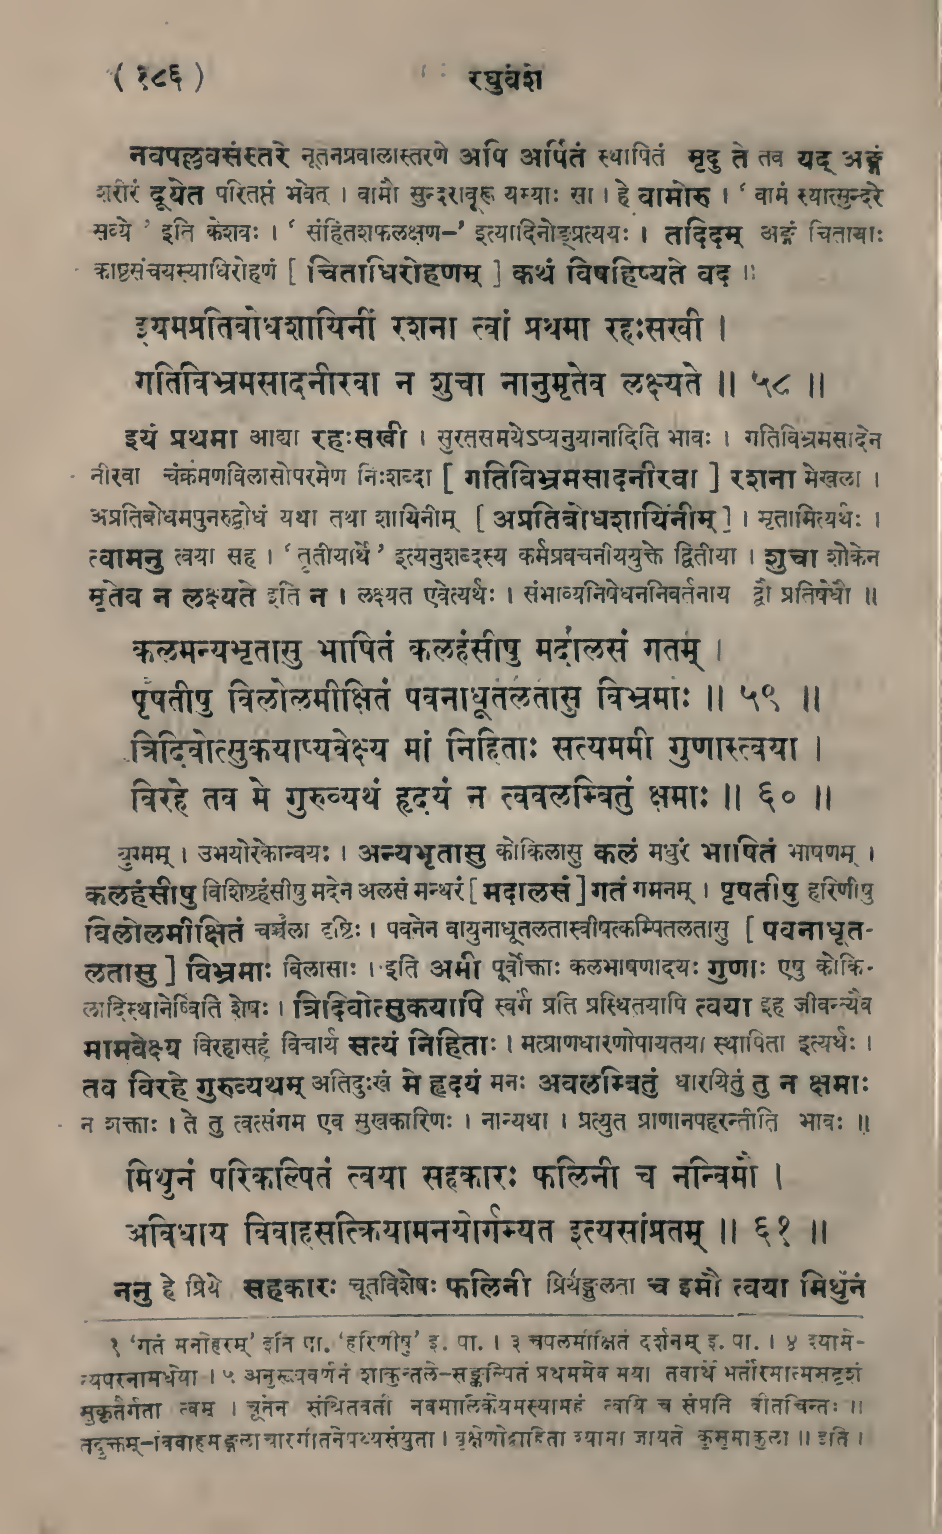 ( १८६ )
रघुवंशे
नवपल्लवसंस्तरे नूतनप्रवालास्तरणे अपि अर्पितं स्थापितं मृदु ते तव यद् अङ्गं
शरीरं दूयेत परितप्तं भवेत् । वामौ सुन्दरावूरू यस्याः सा । हे वामोरु । ‘ वामं स्यात्सुन्दरे
सव्ये ’ इति केशवः । ‘ संहितशफलक्षण–’ इत्यादिनोङ्प्रत्ययः । तदिदम् अङ्गं चितायाः
काष्ठसंचयस्याधिरोहणं [ चिताधिरोहणम् ] कथं विषहिष्यते वद ॥
इयमप्रतिबोधशायिनीं रशना त्वां प्रथमा रहःसखी ।
गतिविभ्रमसादनीरवा न शुचा नानुमृतेव लक्ष्यते ॥ ५८ ॥
इयं प्रथमा आद्या रहःसखी । सुरतसमयेऽप्यनुयानादिति भावः । गतिविभ्रमसादेन
नीरवा चंक्रमणविलासोपरमेण निःशब्दा [ गतिविभ्रमसादनीरवा ] रशना मेखला ।
अप्रतिबोधमपुनरुद्बोधं यथा तथा शायिनीम् [ अप्रतिबोधशायिनीम् ] । मृतामित्यर्थः ।
त्वामनु त्वया सह । ‘ तृतीयार्थे ’ इत्यनुशब्दस्य कर्मप्रवचनीययुक्ते द्वितीया । शुचा शोकेन
मृतेव न लक्ष्यते इति न । लक्ष्यत एवेत्यर्थः । संभाव्यनिषेधननिवर्तनाय द्वौ प्रतिषेधौ ॥
कलमन्यभृतासु भाषितं कलहंसीषु मदालसं गतम् ।
पृषतीषु विलोलमीक्षितं पवनाधूतलतासु विभ्रमाः ॥ ५९ ॥
त्रिदिवोत्सुकयाप्यवेक्ष्य मां निहिताः सत्यममी गुणास्त्वया ।
विरहे तव मे गुरुव्यथं हृदयं न त्ववलम्बितुं क्षमाः ॥ ६० ॥
युग्मम् । उभयोरेकान्वयः । अन्यभृतासु कोकिलासु कलं मधुरं भाषितं भाषणम् ।
कलहंसीषु विशिष्टहंसीषु मदेन अलसं मन्थरं [ मदालसं ] गतं गमनम् । पृषतीषु हरिणीषु
विलोलमीक्षितं चञ्चला दृष्टिः । पवनेन वायुनाधूतलतास्वीषत्कम्पितलतासु [ पवनाधूत-
लतासु ] विभ्रमाः विलासाः । इति अमी पूर्वोक्ताः कलभाषणादयः गुणाः एषु कोकि-
लादिस्थानेष्विति शेषः । त्रिदिवोत्सुकयापि स्वर्गं प्रति प्रस्थितयापि त्वया इह जीवन्त्यैव
मामवेक्ष्य विरहासहं विचार्य सत्यं निहिताः । मत्प्राणधारणोपायतया स्थापिता इत्यर्थः ।
तव विरहे गुरुव्यथम् अतिदुःखं मे हृदयं मनः अवलम्बितुं धारयितुं तु न क्षमाः
न शक्ताः । ते तु त्वत्संगम एव सुखकारिणः । नान्यथा । प्रत्युत प्राणानपहरन्तीति भावः ॥
मिथुनं परिकल्पितं त्वया सहकारः फलिनी च नन्विमौ ।
अविधाय विवाहसत्क्रियामनयोर्गम्यत इत्यसांप्रतम् ॥ ६१ ॥
ननु हे प्रिये सहकारः चूतविशेषः फलिनी प्रियङ्गुलता च इमौ त्वया मिथुनं
१ ‘गतं मनोहरम्’ इति पा. ‘हरिणीषु’ इ. पा. । ३ चपलमीक्षितं दर्शनम् इ. पा. । ४ श्यामे-
त्यपरनामधेया । ५ अनुरूपवर्णनं शाकुन्तले–सङ्कल्पितं प्रथममेव मया तवार्थे भर्तारमात्मसदृशं
सुकृतैर्गता त्वम् । चूतेन संश्रितवती नवमालिकेयमस्यामहं त्वयि च संप्रति वीतचिन्तः ॥
तदुक्तम्–विवाहमङ्गलाचारगीतनेपथ्यसंयुता । वृक्षेणोद्वाहिता श्यामा जायते कुसुमाकुला ॥ इति ।